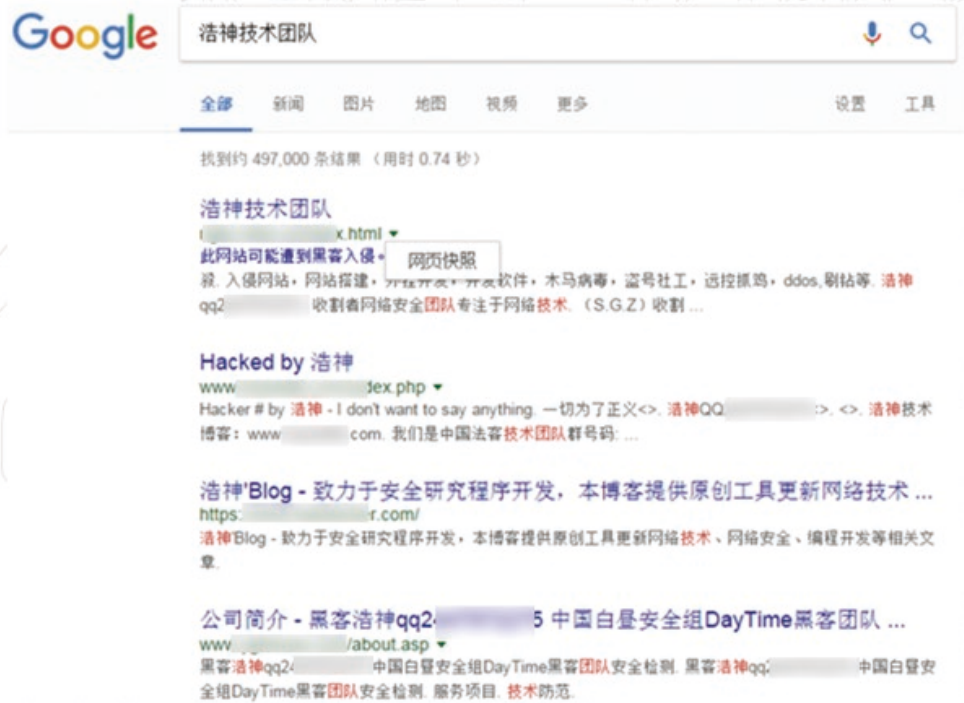 Google 浩神技术团队
全部 新闻 图片 地图 视频 更多 设置 工具
找到约 497,000 条结果 （用时 0.74 秒）
浩神技术团队
x.html
此网站可能遭到黑客入侵。
网页快照
毅. 入侵网站，网站搭建，外挂开发，开发软件，木马病毒，盗号社工，远控抓鸡，ddos,刷钻等. 浩神
qq2 收割者网络安全团队专注于网络技术. （S.G.Z）收割 ...
Hacked by 浩神
www dex.php
Hacker # by 浩神 - I don't want to say anything. 一切为了正义<>. 浩神QQ :>. <>. 浩神技术
博客：www com. 我们是中国法客技术团队群号码: ...
浩神'Blog - 致力于安全研究程序开发，本博客提供原创工具更新网络技术 ...
https: r.com/
浩神'Blog - 致力于安全研究程序开发，本博客提供原创工具更新网络技术、网络安全、编程开发等相关文
章.
公司简介 - 黑客浩神qq24 5 中国白昼安全组DayTime黑客团队 ...
www /about.asp
黑客浩神qq24 中国白昼安全组DayTime黑客团队安全检测. 黑客浩神qq2 中国白昼安
全组DayTime黑客团队安全检测. 服务项目. 技术防范.